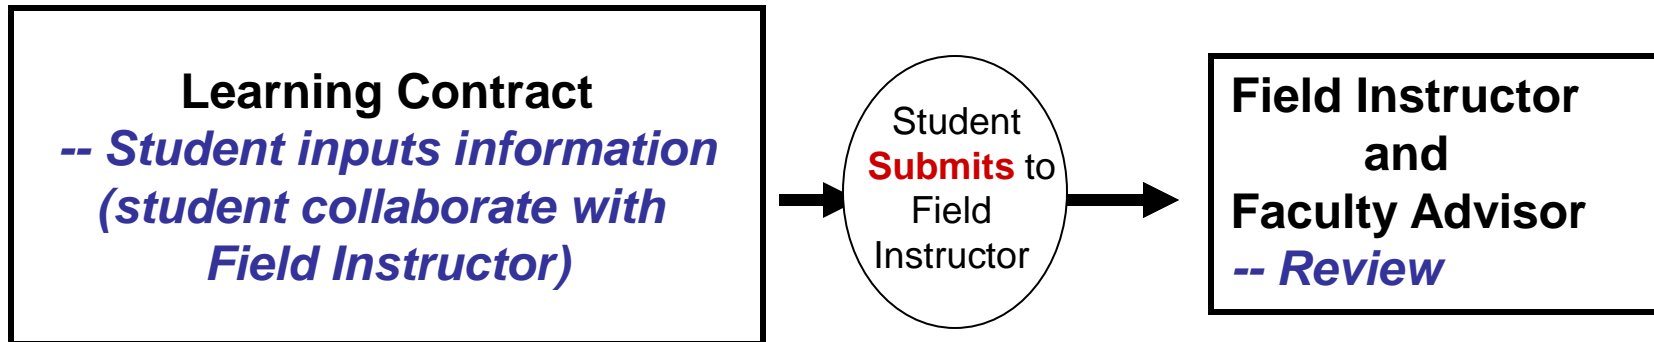 Learning Contract
-- Student inputs information
(student collaborate with
Field Instructor)
Student
Submits to
Field
Instructor
Field Instructor
and
Faculty Advisor
-- Review